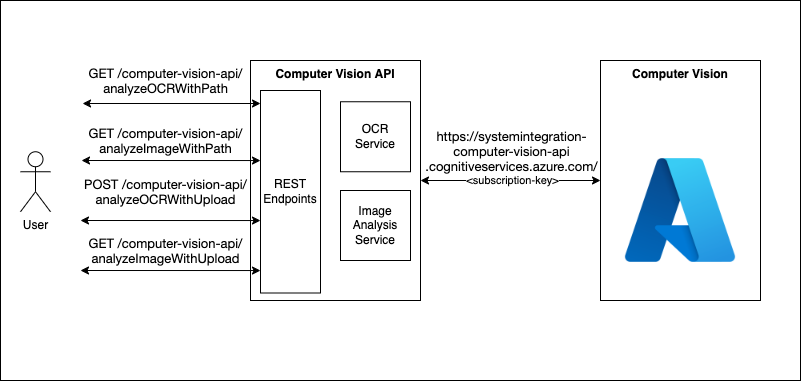 GET /computer-vision-api/
analyzeOCRWithPath
GET /computer-vision-api/
analyzeImageWithPath
POST /computer-vision-api/
analyzeOCRWithUpload
GET /computer-vision-api/
analyzeImageWithUpload
User
Computer Vision API
REST
Endpoints
OCR
Service
Image
Analysis
Service
https://systemintegration-
computer-vision-api
.cognitiveservices.azure.com/
<subscription-key>
Computer Vision